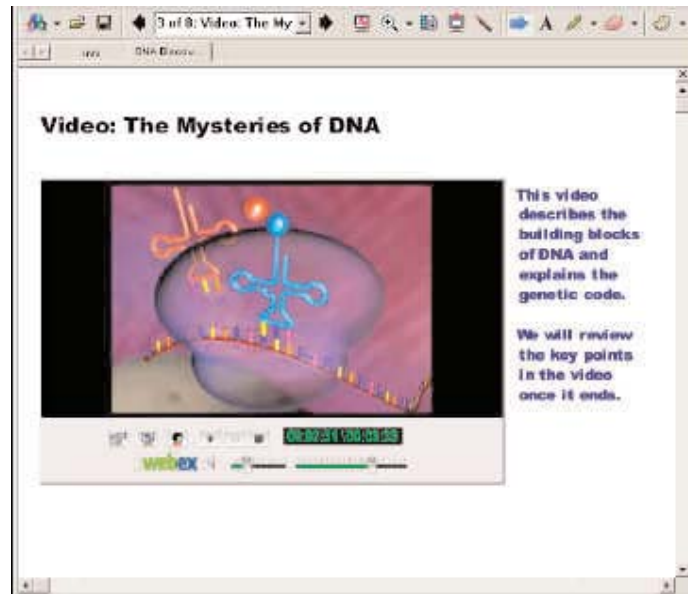 3 of 8: Video: The My
DNA Discov...
Video: The Mysteries of DNA
This video
describes the
building blocks
of DNA and
explains the
genetic code.
We will review
the key points
in the video
once it ends.
webex